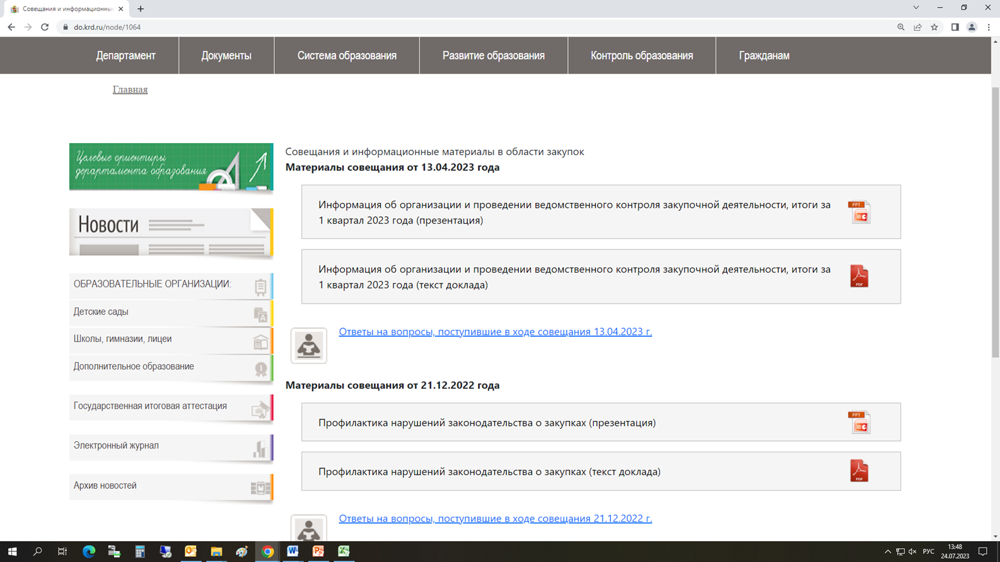 Совещания и информационны
do.krd.ru/node/1064
Департамент
Документы
Система образования
Развитие образования
Контроль образования
Гражданам
Главная
Целевые ориентиры
департамента образования
Новости
ОБРАЗОВАТЕЛЬНЫЕ ОРГАНИЗАЦИИ:
Детские сады
Школы, гимназии, лицеи
Дополнительное образование
Государственная итоговая аттестация
Электронный журнал
Архив новостей
Совещания и информационные материалы в области закупок
Материалы совещания от 13.04.2023 года
Информация об организации и проведении ведомственного контроля закупочной деятельности, итоги за
1 квартал 2023 года (презентация)
PPT
Информация об организации и проведении ведомственного контроля закупочной деятельности, итоги за
1 квартал 2023 года (текст доклада)
PDF
Ответы на вопросы, поступившие в ходе совещания 13.04.2023 г.
Материалы совещания от 21.12.2022 года
Профилактика нарушений законодательства о закупках (презентация)
PPT
Профилактика нарушений законодательства о закупках (текст доклада)
PDF
Ответы на вопросы, поступившие в ходе совещания 21.12.2022 г.
РУС
13:48
24.07.2023